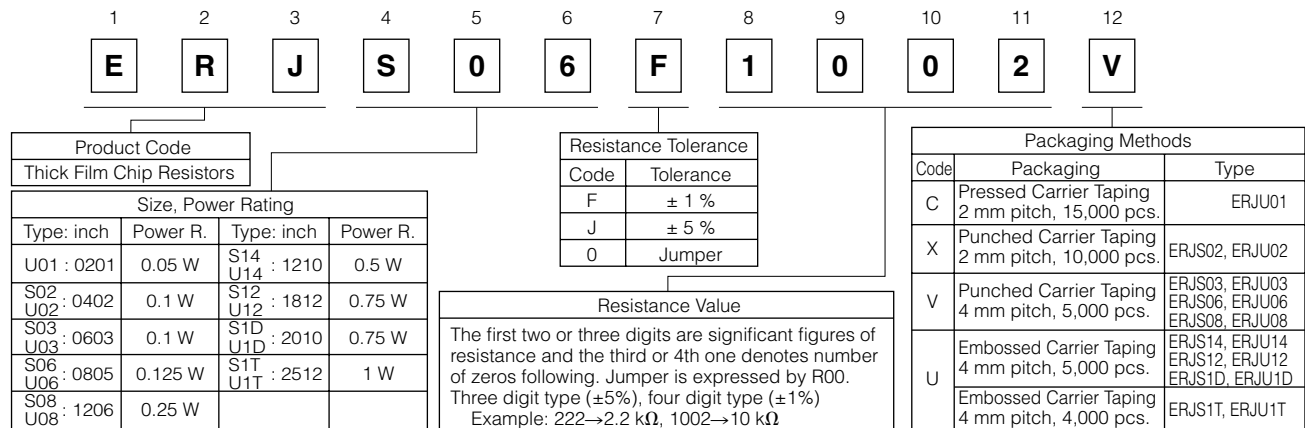 1 2 3 4 5 6 7 8 9 10 11 12
E R J S 0 6 F 1 0 0 2 V
Product Code
Thick Film Chip Resistors
Size, Power Rating
Type: inch Power R. Type: inch Power R.
U01 : 0201 0.05 W S14 U14 : 1210 0.5 W
S02 U02 : 0402 0.1 W S12 U12 : 1812 0.75 W
S03 U03 : 0603 0.1 W S1D U1D : 2010 0.75 W
S06 U06 : 0805 0.125 W S1T U1T : 2512 1 W
S08 U08 : 1206 0.25 W
Resistance Tolerance
Code Tolerance
F ± 1 %
J ± 5 %
0 Jumper
Resistance Value
The first two or three digits are significant figures of
resistance and the third or 4th one denotes number
of zeros following. Jumper is expressed by R00.
Three digit type (±5%), four digit type (±1%)
Example: 222→2.2 kΩ, 1002→10 kΩ
Packaging Methods
Code Packaging Type
C Pressed Carrier Taping
2 mm pitch, 15,000 pcs. ERJU01
X Punched Carrier Taping
2 mm pitch, 10,000 pcs. ERJS02, ERJU02
V Punched Carrier Taping
4 mm pitch, 5,000 pcs.
ERJS03, ERJU03
ERJS06, ERJU06
ERJS08, ERJU08
U Embossed Carrier Taping
4 mm pitch, 5,000 pcs.
ERJS14, ERJU14
ERJS12, ERJU12
ERJS1D, ERJU1D
Embossed Carrier Taping
4 mm pitch, 4,000 pcs. ERJS1T, ERJU1T